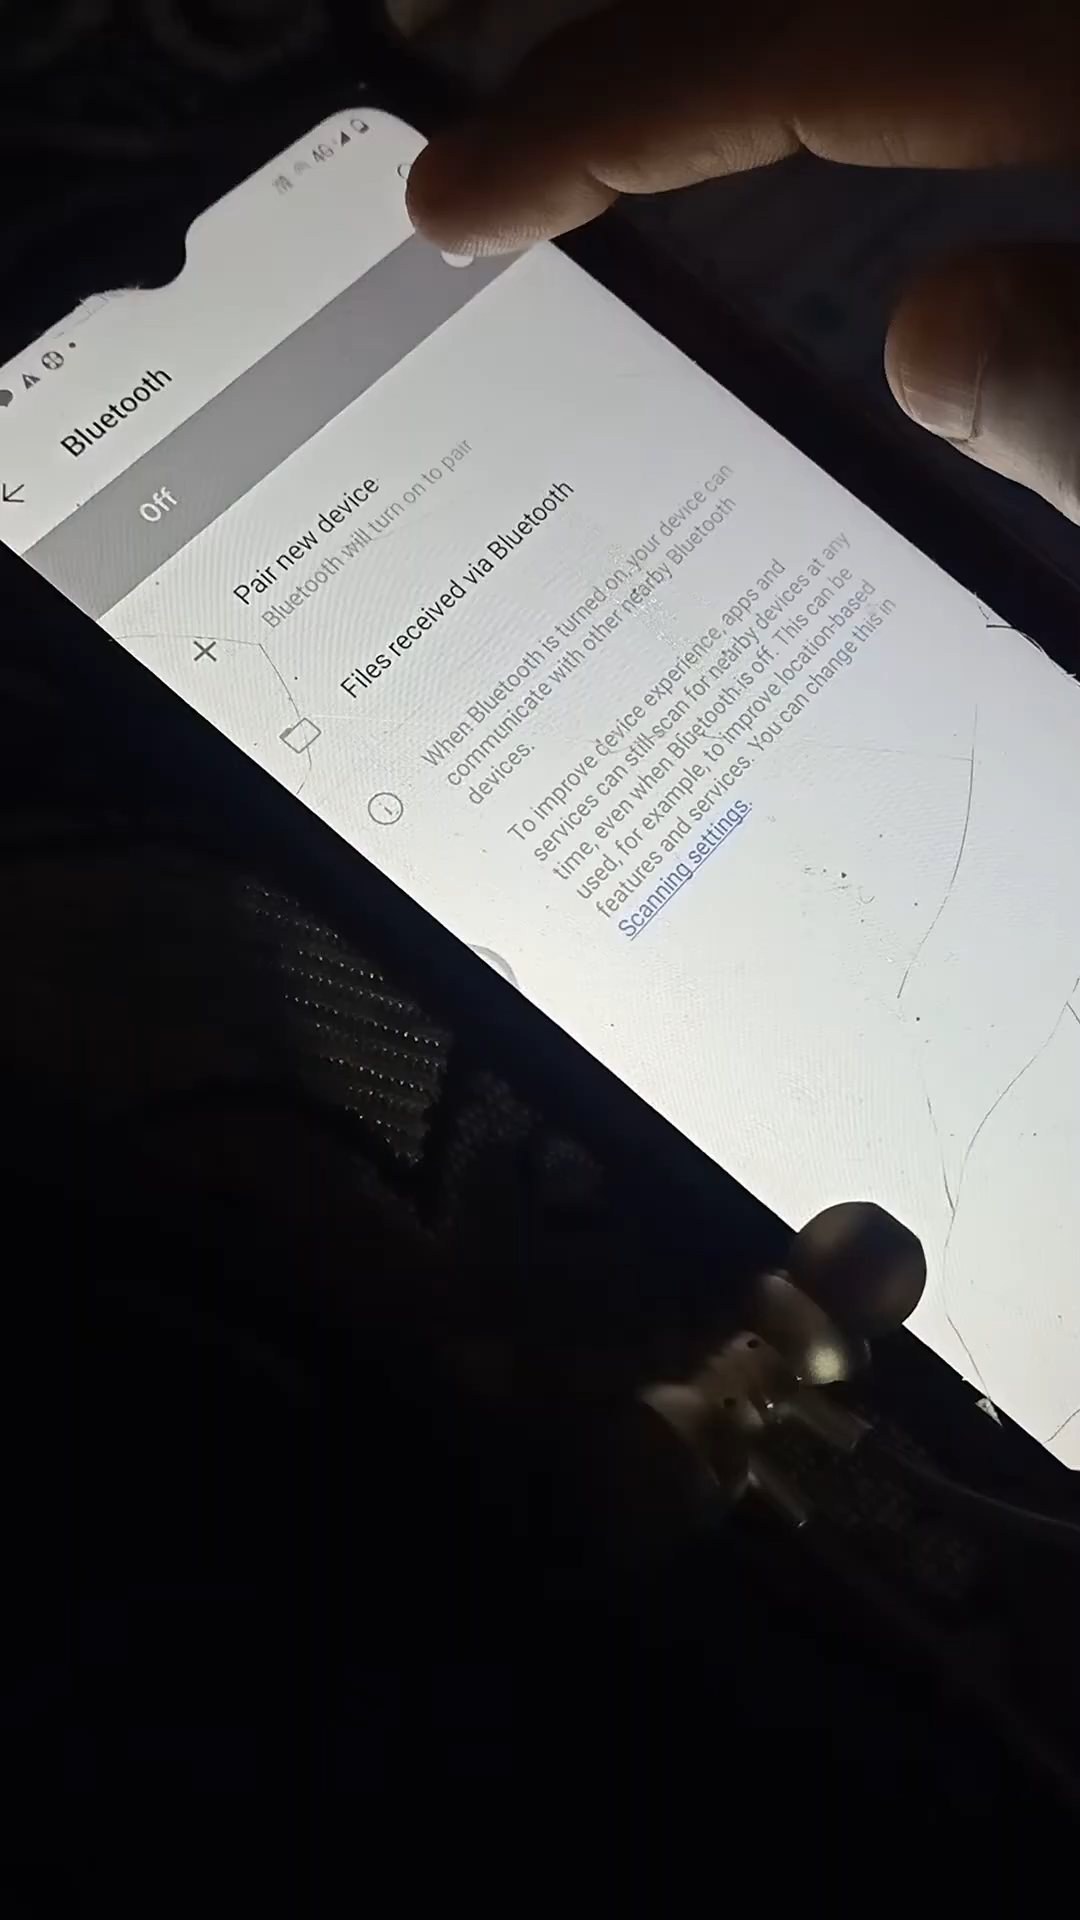 4G
Bluetooth
Off
Pair new device
Bluetooth will turn on to pair
Files received via Bluetooth
When Bluetooth is turned on, your device can
communicate with other nearby Bluetooth
devices.
To improve device experience, apps and
services can still scan for nearby devices at any
time, even when Bluetooth is off. This can be
used, for example, to improve location-based
features and services. You can change this in
Scanning settings.